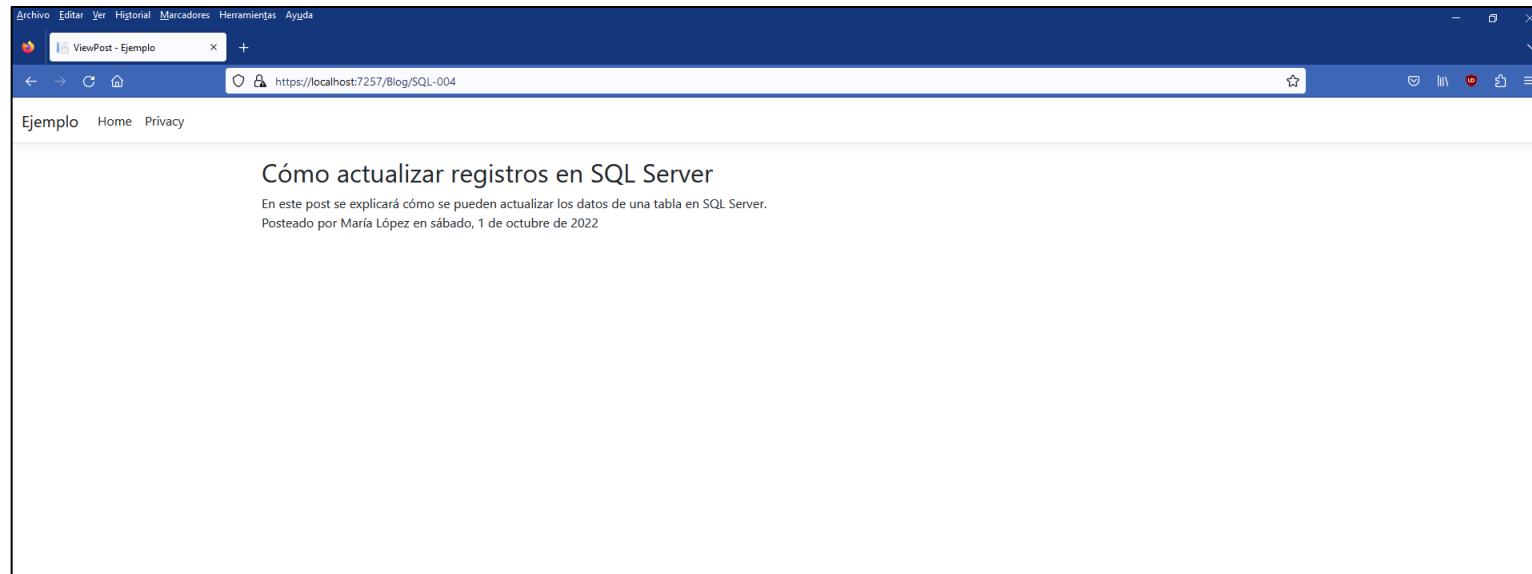 Archivo Editar Ver Historial Marcadores Herramientas Ayuda
ViewPost - Ejemplo
https://localhost:7257/Blog/SQL-004
Ejemplo Home Privacy
Cómo actualizar registros en SQL Server
En este post se explicará cómo se pueden actualizar los datos de una tabla en SQL Server.
Posteado por María López en sábado, 1 de octubre de 2022